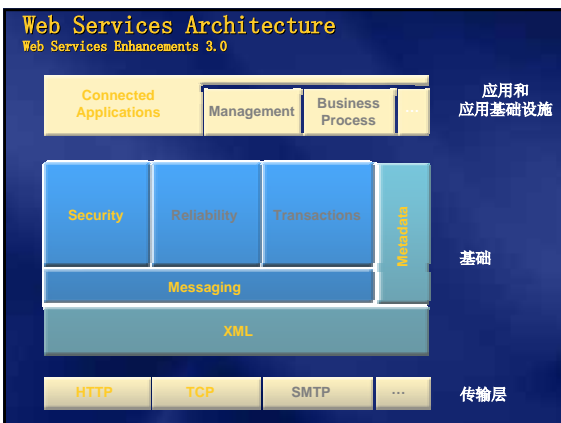 Web Services Architecture
Web Services Enhancements 3.0
Connected
Applications
Management
Business
Process
...
应用和
应用基础设施
Security
Reliability
Transactions
Metadata
Messaging
基础
XML
HTTP
TCP
SMTP
...
传输层